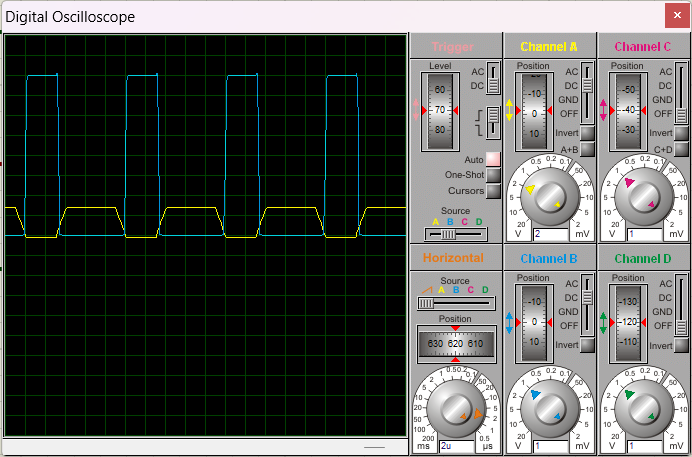 Digital Oscilloscope
Trigger
Level
60
70
80
AC
DC
Auto
One-Shot
Cursors
Source
A B C D
Channel A
Position
0
10
AC
DC
GND
OFF
Invert
A+B
20 10 5 2 1 0.5 0.2 0.1 50 20 10 5 2
V 2 mV
Channel C
Position
-50
-40
-30
AC
DC
GND
OFF
Invert
C+D
20 10 5 2 1 0.5 0.2 0.1 50 20 10 5 2
V 1 mV
Horizontal
Source
A B C D
Position
630 620 610
200 100 50 20 10 5 2 1 0.5 50 20 10 5 2 1 0.5
ms 2u µs
Channel B
Position
-10
0
10
AC
DC
GND
OFF
Invert
20 10 5 2 1 0.5 0.2 0.1 50 20 10 5 2
V 1 mV
Channel D
Position
-130
-120
-110
AC
DC
GND
OFF
Invert
20 10 5 2 1 0.5 0.2 0.1 50 20 10 5 2
V 1 mV